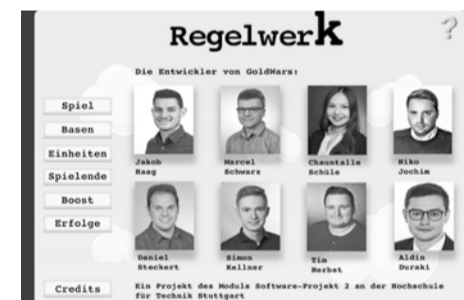 Regelwerk
?
Die Entwickler von GoldWars:
Spiel
Basen
Einheiten
Spielende
Boost
Erfolge
Credits
Jakob Haag
Marcel Schwarz
Chauntalle Schüle
Niko Jochim
Daniel Steckert
Simon Kellner
Tim Herbst
Aldin Duraki
Ein Projekt des Moduls Software-Projekt 2 an der Hochschule
für Technik Stuttgart